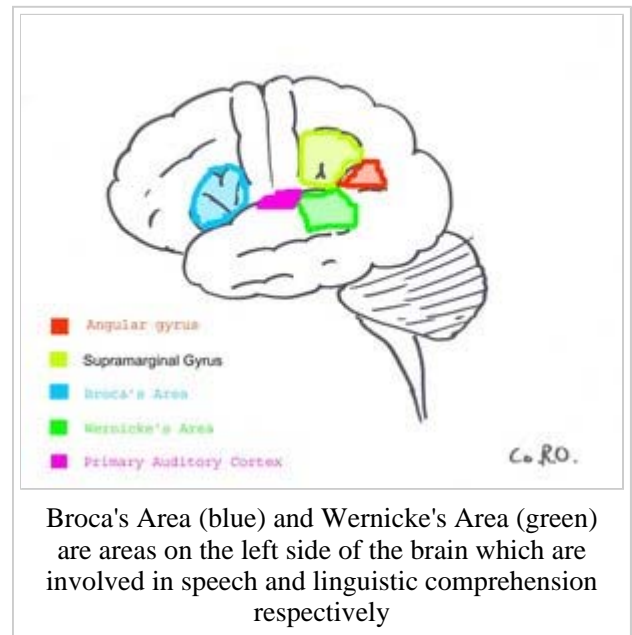 Angular gyrus
Supramarginal Gyrus
Broca's Area
Wernicke's Area
Primary Auditory Cortex
Co.RO.
Broca's Area (blue) and Wernicke's Area (green)
are areas on the left side of the brain which are
involved in speech and linguistic comprehension
respectively